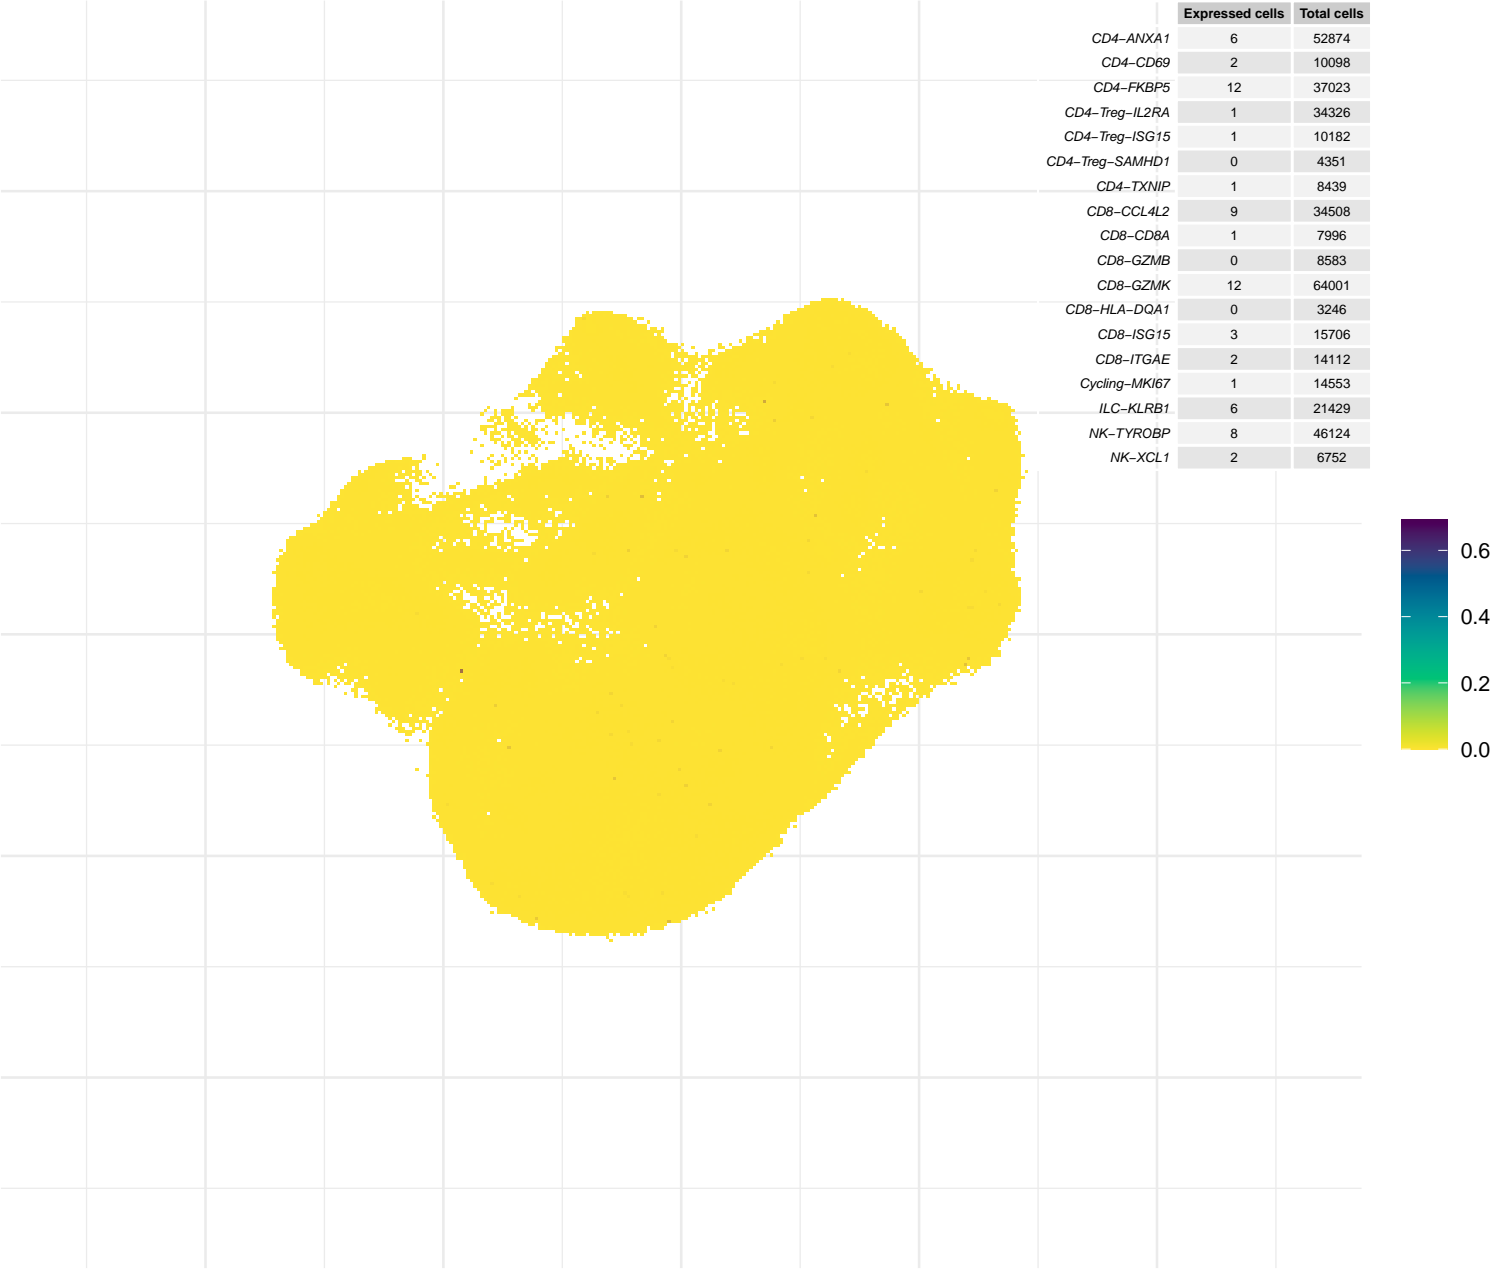 Expressed cells Total cells
CD4−ANXA1 6 52874
CD4−CD69 2 10098
CD4−FKBP5 12 37023
CD4−Treg−IL2RA 1 34326
CD4−Treg−ISG15 1 10182
CD4−Treg−SAMHD1 0 4351
CD4−TXNIP 1 8439
CD8−CCL4L2 9 34508
CD8−CD8A 1 7996
CD8−GZMB 0 8583
CD8−GZMK 12 64001
CD8−HLA−DQA1 0 3246
CD8−ISG15 3 15706
CD8−ITGAE 2 14112
Cycling−MKI67 1 14553
ILC−KLRB1 6 21429
NK−TYROBP 8 46124
NK−XCL1 2 6752
0.6
0.4
0.2
0.0